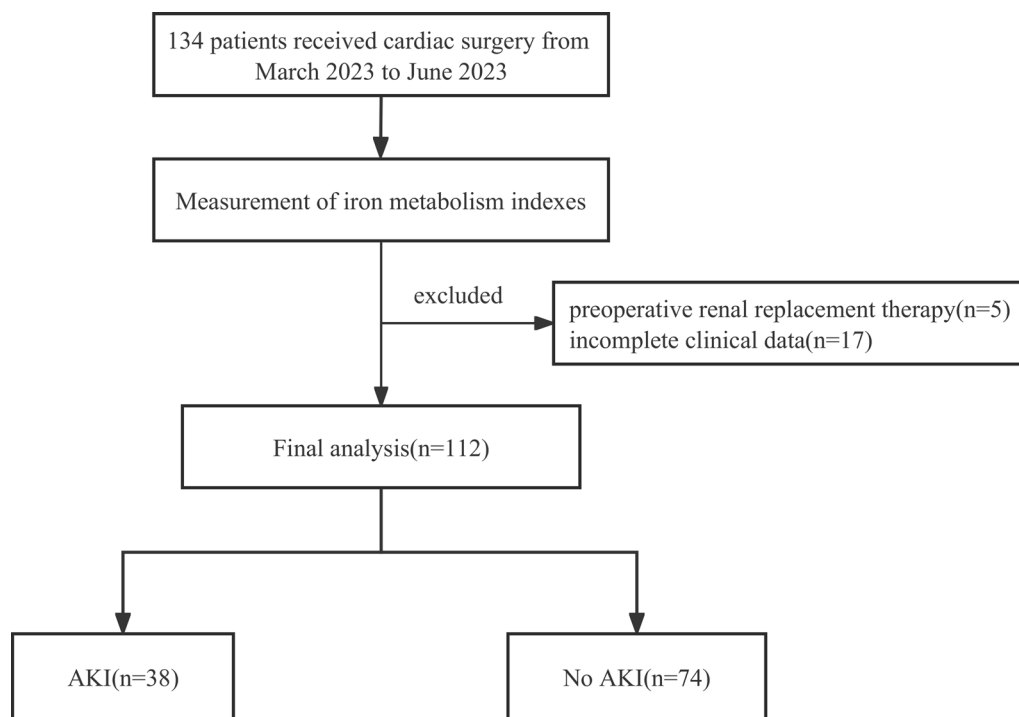 134 patients received cardiac surgery from
March 2023 to June 2023
Measurement of iron metabolism indexes
excluded
preoperative renal replacement therapy(n=5)
incomplete clinical data(n=17)
Final analysis(n=112)
AKI(n=38)
No AKI(n=74)